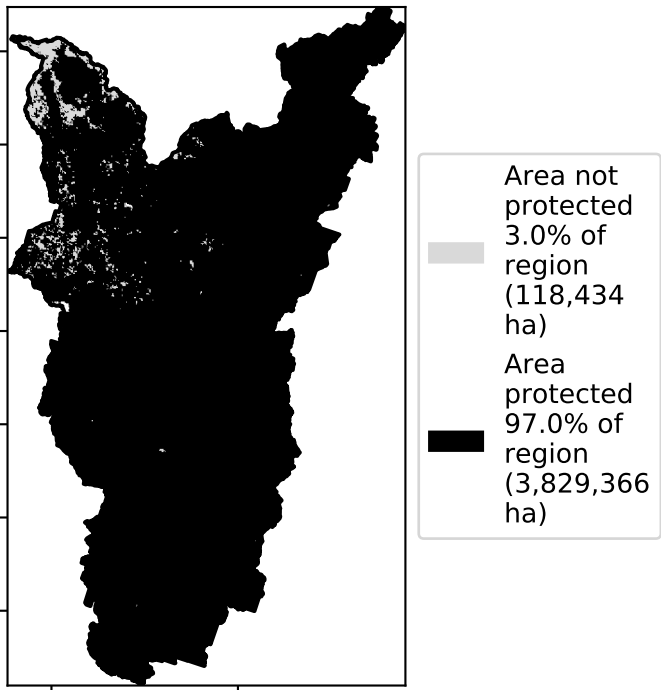 Area not
protected
3.0% of
region
(118,434
ha)
Area
protected
97.0% of
region
(3,829,366
ha)